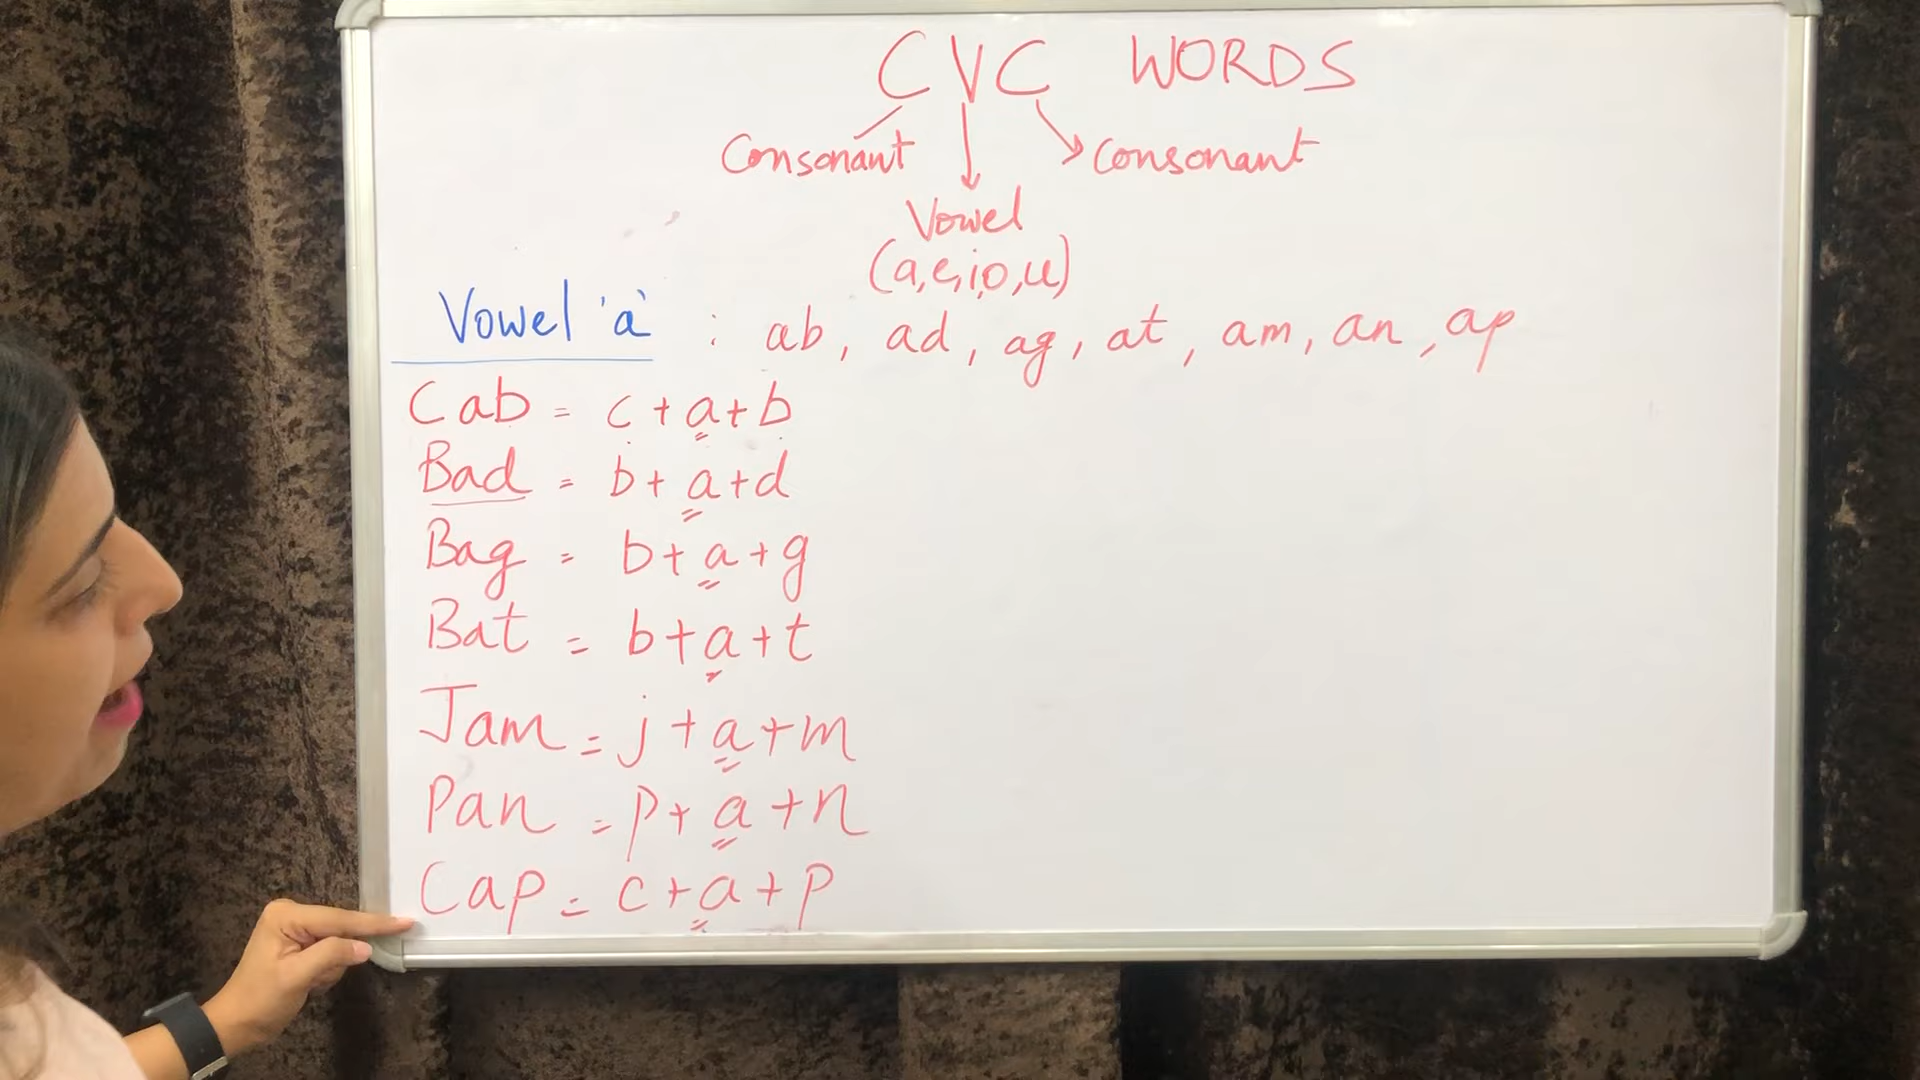 CVC WORDS
Consonant Consonant
Vowel
(a,e,i,o,u)
Vowel 'a' : ab, ad, ag, at, am, an, ap
Cab = c+a+b
Bad = b+a+d
Bag = b+a+g
Bat = b+a+t
Jam = j+a+m
Pan = p+a+n
Cap = c+a+p